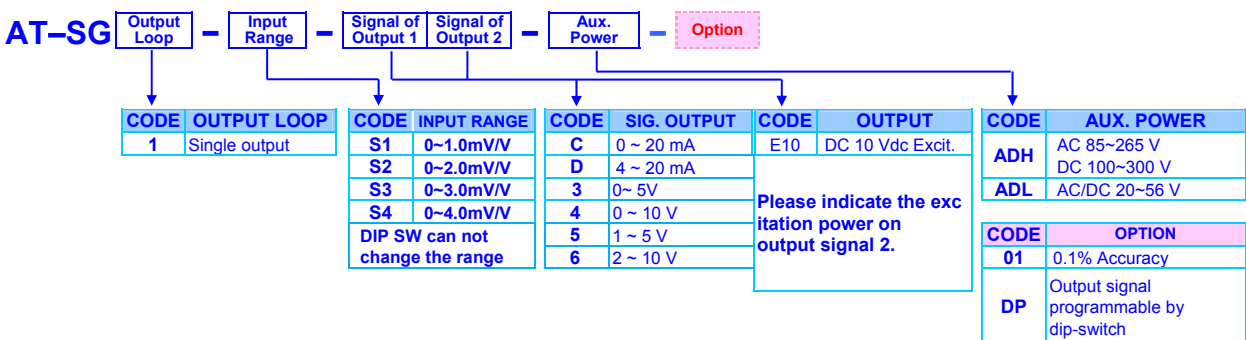 AT–SG Output Loop – Input Range – Signal of Output 1 Signal of Output 2 – Aux. Power – Option
CODE OUTPUT LOOP
1 Single output
CODE INPUT RANGE
S1 0~1.0mV/V
S2 0~2.0mV/V
S3 0~3.0mV/V
S4 0~4.0mV/V
DIP SW can not
change the range
CODE SIG. OUTPUT
C 0 ~ 20 mA
D 4 ~ 20 mA
3 0~ 5V
4 0 ~ 10 V
5 1 ~ 5 V
6 2 ~ 10 V
CODE OUTPUT
E10 DC 10 Vdc Excit.
Please indicate the exc
itation power on
output signal 2.
CODE AUX. POWER
ADH AC 85~265 V
DC 100~300 V
ADL AC/DC 20~56 V
CODE OPTION
01 0.1% Accuracy
DP Output signal
programmable by
dip-switch